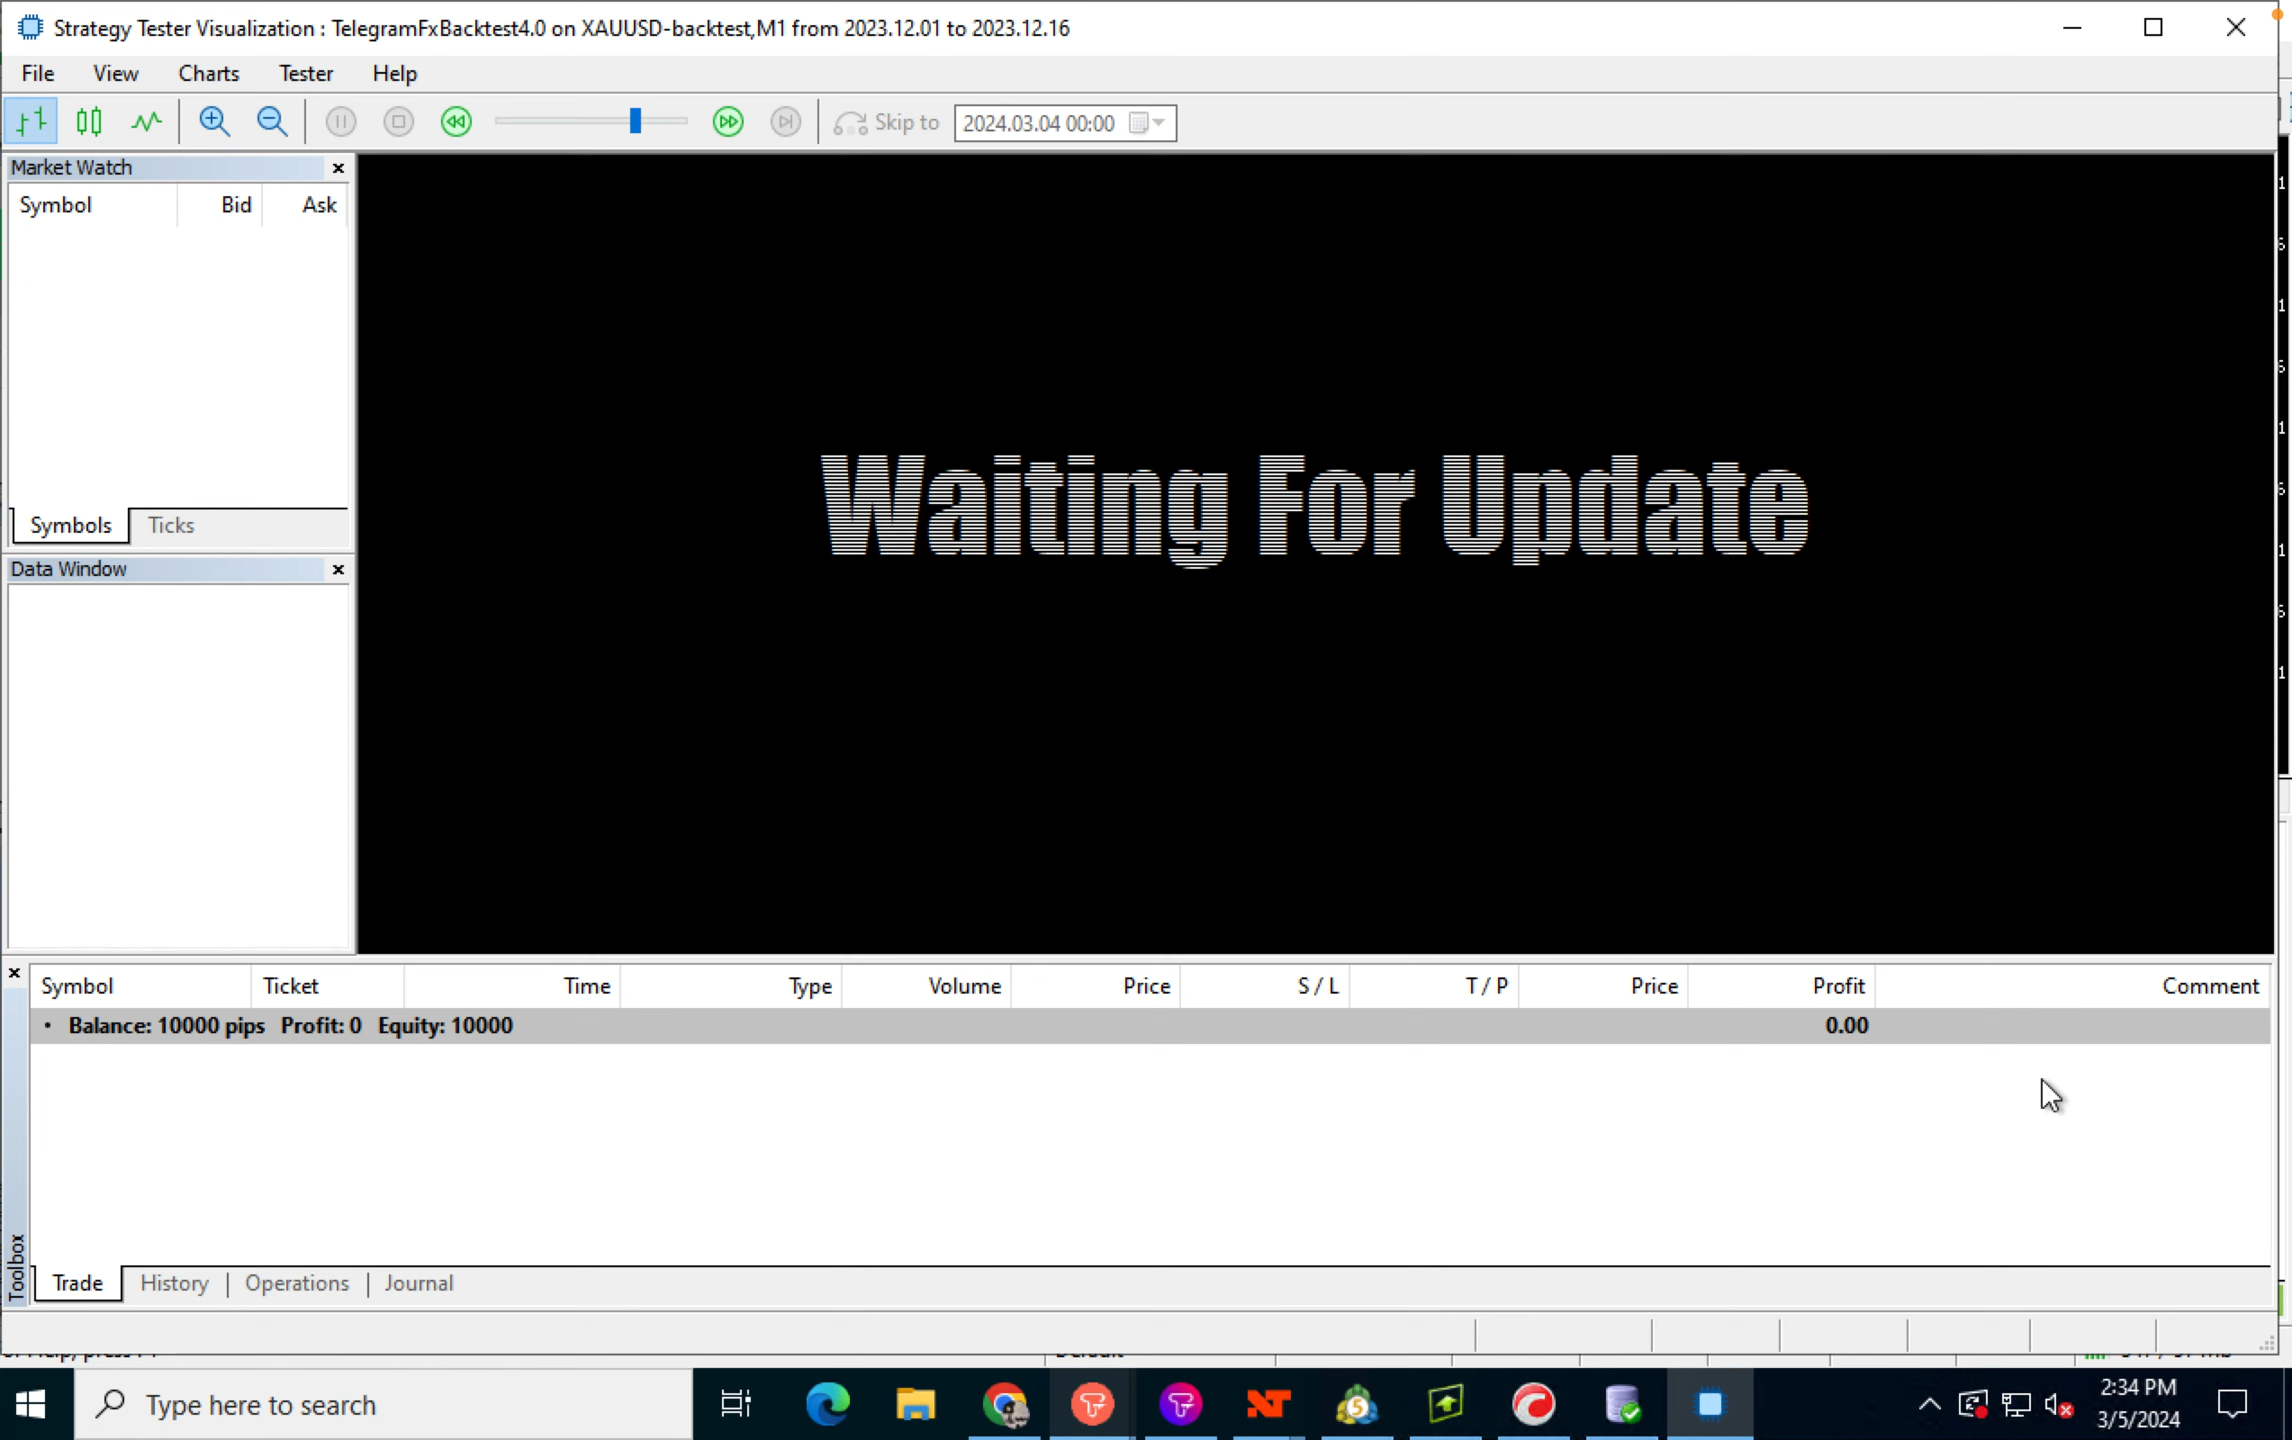 Strategy Tester Visualization : TelegramFxBacktest4.0 on XAUUSD-backtest,M1 from 2023.12.01 to 2023.12.16
File View Charts Tester Help
Skip to 2024.03.04 00:00
Market Watch
Symbol Bid Ask
Symbols Ticks
Data Window
Waiting For Update
Symbol Ticket Time Type Volume Price S / L T / P Price Profit Comment
Balance: 10000 pips Profit: 0 Equity: 10000 0.00
Toolbox
Trade History Operations Journal
Type here to search
2:34 PM
3/5/2024